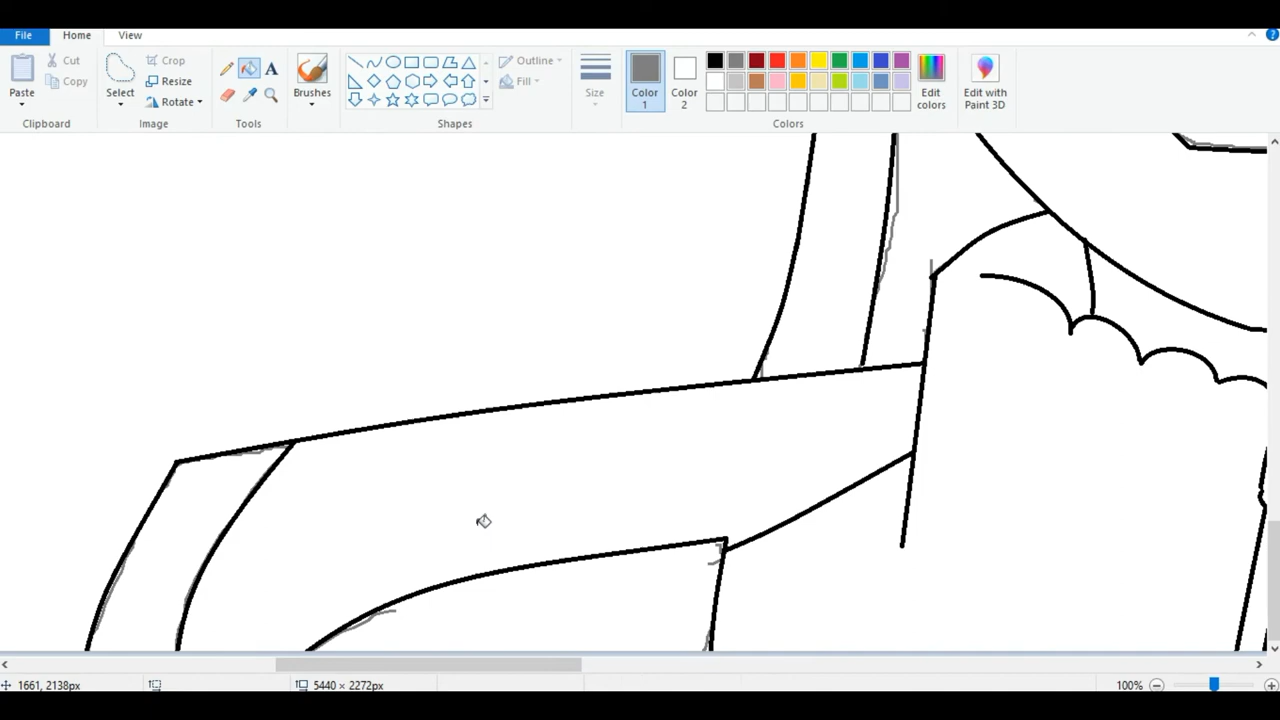 File Home View
Paste
Cut
Copy
Clipboard
Select
Crop
Resize
Rotate
Image
A
Tools
Brushes
Outline
Fill
Shapes
Size
Color
1
Color
2
Edit
colors
Colors
Edit with
Paint 3D
1661, 2138px
5440 × 2272px
100%